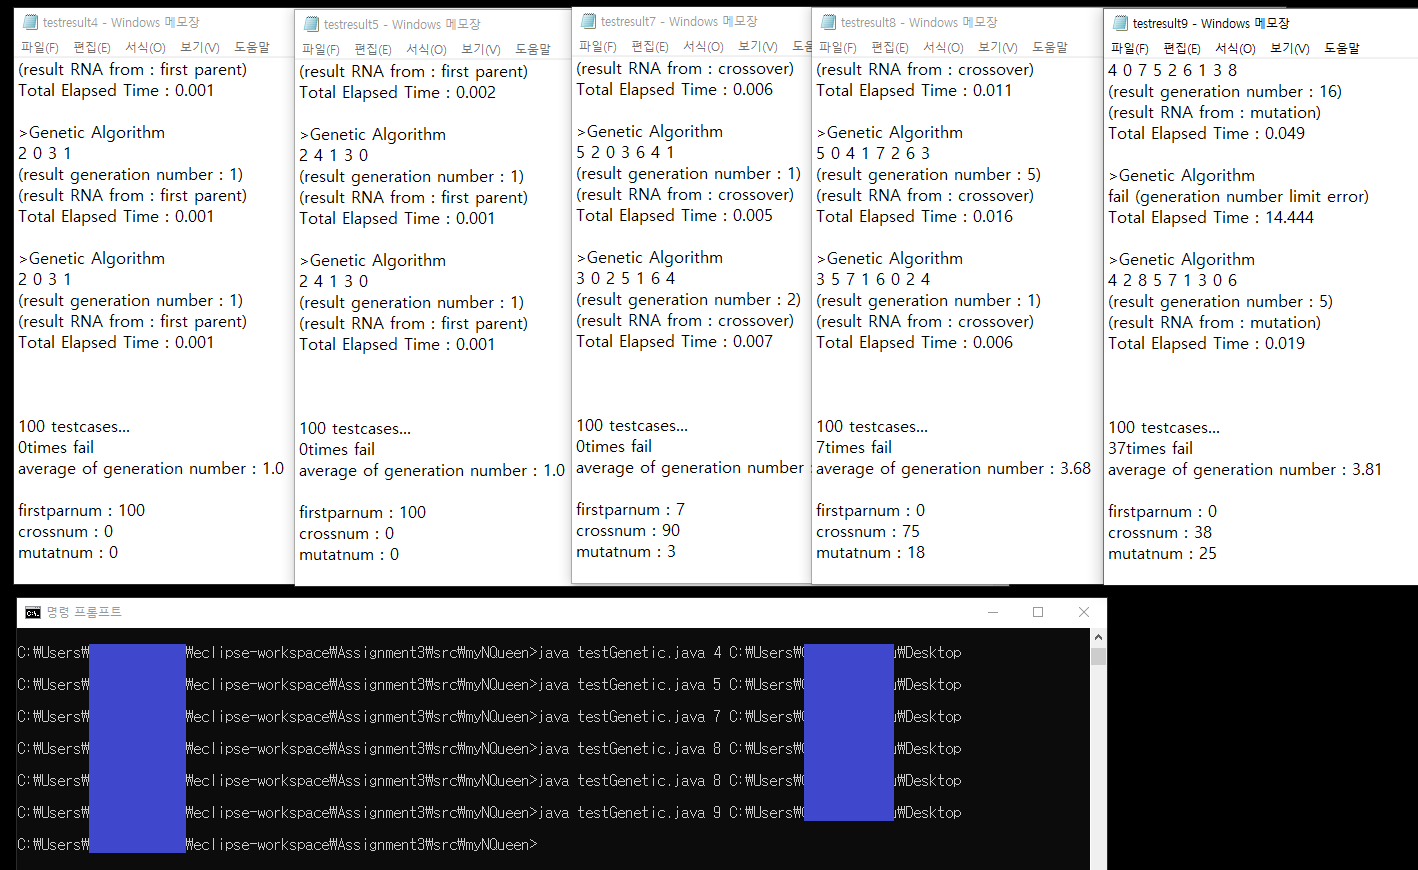 testresult4 - Windows 메모장
파일(F) 편집(E) 서식(O) 보기(V) 도움말
(result RNA from : first parent)
Total Elapsed Time : 0.001
>Genetic Algorithm
2 0 3 1
(result generation number : 1)
(result RNA from : first parent)
Total Elapsed Time : 0.001
>Genetic Algorithm
2 0 3 1
(result generation number : 1)
(result RNA from : first parent)
Total Elapsed Time : 0.001
100 testcases...
0times fail
average of generation number : 1.0
firstparnum : 100
crossnum : 0
mutatnum : 0
testresult5 - Windows 메모장
파일(F) 편집(E) 서식(O) 보기(V) 도움말
(result RNA from : first parent)
Total Elapsed Time : 0.002
>Genetic Algorithm
2 4 1 3 0
(result generation number : 1)
(result RNA from : first parent)
Total Elapsed Time : 0.001
>Genetic Algorithm
2 4 1 3 0
(result generation number : 1)
(result RNA from : first parent)
Total Elapsed Time : 0.001
100 testcases...
0times fail
average of generation number : 1.0
firstparnum : 100
crossnum : 0
mutatnum : 0
testresult7 - Windows 메모장
파일(F) 편집(E) 서식(O) 보기(V)
(result RNA from : crossover)
Total Elapsed Time : 0.006
>Genetic Algorithm
5 2 0 3 6 4 1
(result generation number : 1)
(result RNA from : crossover)
Total Elapsed Time : 0.005
>Genetic Algorithm
3 0 2 5 1 6 4
(result generation number : 2)
(result RNA from : crossover)
Total Elapsed Time : 0.007
100 testcases...
0times fail
average of generation number
firstparnum : 7
crossnum : 90
mutatnum : 3
testresult8 - Windows 메모장
파일(F) 편집(E) 서식(O) 보기(V) 도움말
(result RNA from : crossover)
Total Elapsed Time : 0.011
>Genetic Algorithm
5 0 4 1 7 2 6 3
(result generation number : 5)
(result RNA from : crossover)
Total Elapsed Time : 0.016
>Genetic Algorithm
3 5 7 1 6 0 2 4
(result generation number : 1)
(result RNA from : crossover)
Total Elapsed Time : 0.006
100 testcases...
7times fail
average of generation number : 3.68
firstparnum : 0
crossnum : 75
mutatnum : 18
testresult9 - Windows 메모장
파일(F) 편집(E) 서식(O) 보기(V) 도움말
4 0 7 5 2 6 1 3 8
(result generation number : 16)
(result RNA from : mutation)
Total Elapsed Time : 0.049
>Genetic Algorithm
fail (generation number limit error)
Total Elapsed Time : 14.444
>Genetic Algorithm
4 2 8 5 7 1 3 0 6
(result generation number : 5)
(result RNA from : mutation)
Total Elapsed Time : 0.019
100 testcases...
37times fail
average of generation number : 3.81
firstparnum : 0
crossnum : 38
mutatnum : 25
명령 프롬프트
C:₩Users₩ ₩eclipse-workspace₩Assignment3₩src₩myNQueen>java testGenetic.java 4 C:₩Users₩ ₩Desktop
C:₩Users₩ ₩eclipse-workspace₩Assignment3₩src₩myNQueen>java testGenetic.java 5 C:₩Users₩ ₩Desktop
C:₩Users₩ ₩eclipse-workspace₩Assignment3₩src₩myNQueen>java testGenetic.java 7 C:₩Users₩ ₩Desktop
C:₩Users₩ ₩eclipse-workspace₩Assignment3₩src₩myNQueen>java testGenetic.java 8 C:₩Users₩ ₩Desktop
C:₩Users₩ ₩eclipse-workspace₩Assignment3₩src₩myNQueen>java testGenetic.java 8 C:₩Users₩ ₩Desktop
C:₩Users₩ ₩eclipse-workspace₩Assignment3₩src₩myNQueen>java testGenetic.java 9 C:₩Users₩ ₩Desktop
C:₩Users₩ ₩eclipse-workspace₩Assignment3₩src₩myNQueen>